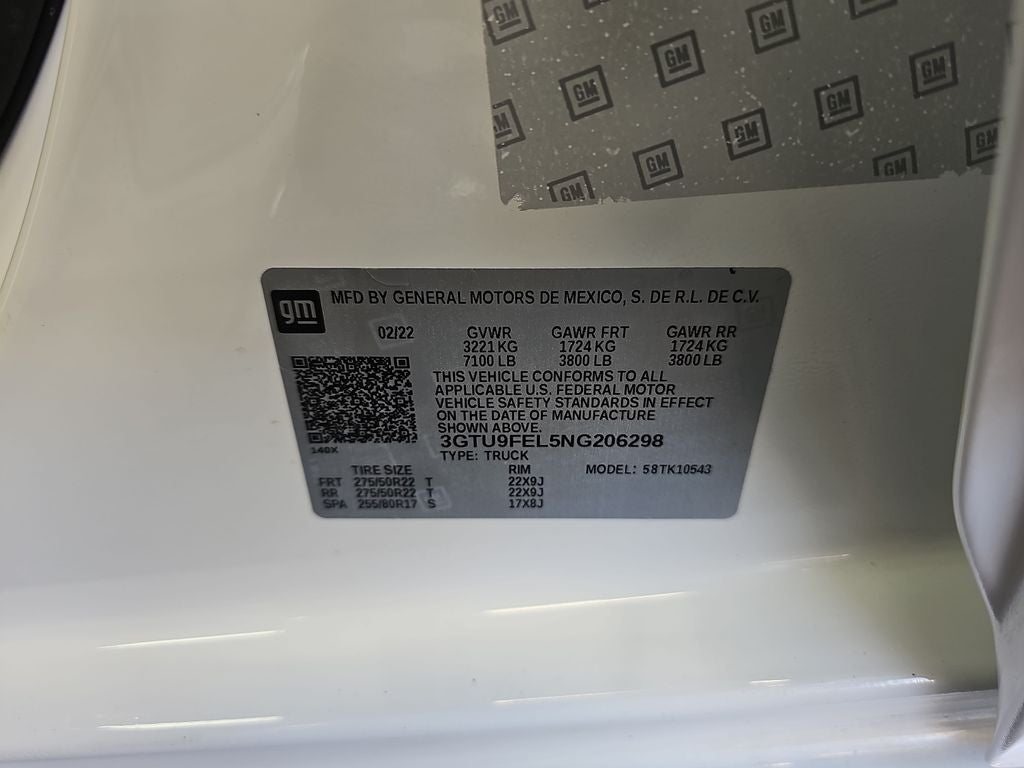 GM
GM
GM
GM
GM
GM
GM
GM
GM
GM
GM
gm MFD BY GENERAL MOTORS DE MEXICO, S. DE R.L. DE C.V.
02/22 GVWR GAWR FRT GAWR RR
3221 KG 1724 KG 1724 KG
7100 LB 3800 LB 3800 LB
THIS VEHICLE CONFORMS TO ALL
APPLICABLE U.S. FEDERAL MOTOR
VEHICLE SAFETY STANDARDS IN EFFECT
ON THE DATE OF MANUFACTURE
SHOWN ABOVE.
3GTU9FEL5NG206298
140X TYPE: TRUCK
TIRE SIZE RIM MODEL: 58TK10543
FRT 275/50R22 T 22X9J
RR 275/50R22 T 22X9J
SPA 255/80R17 S 17X8J